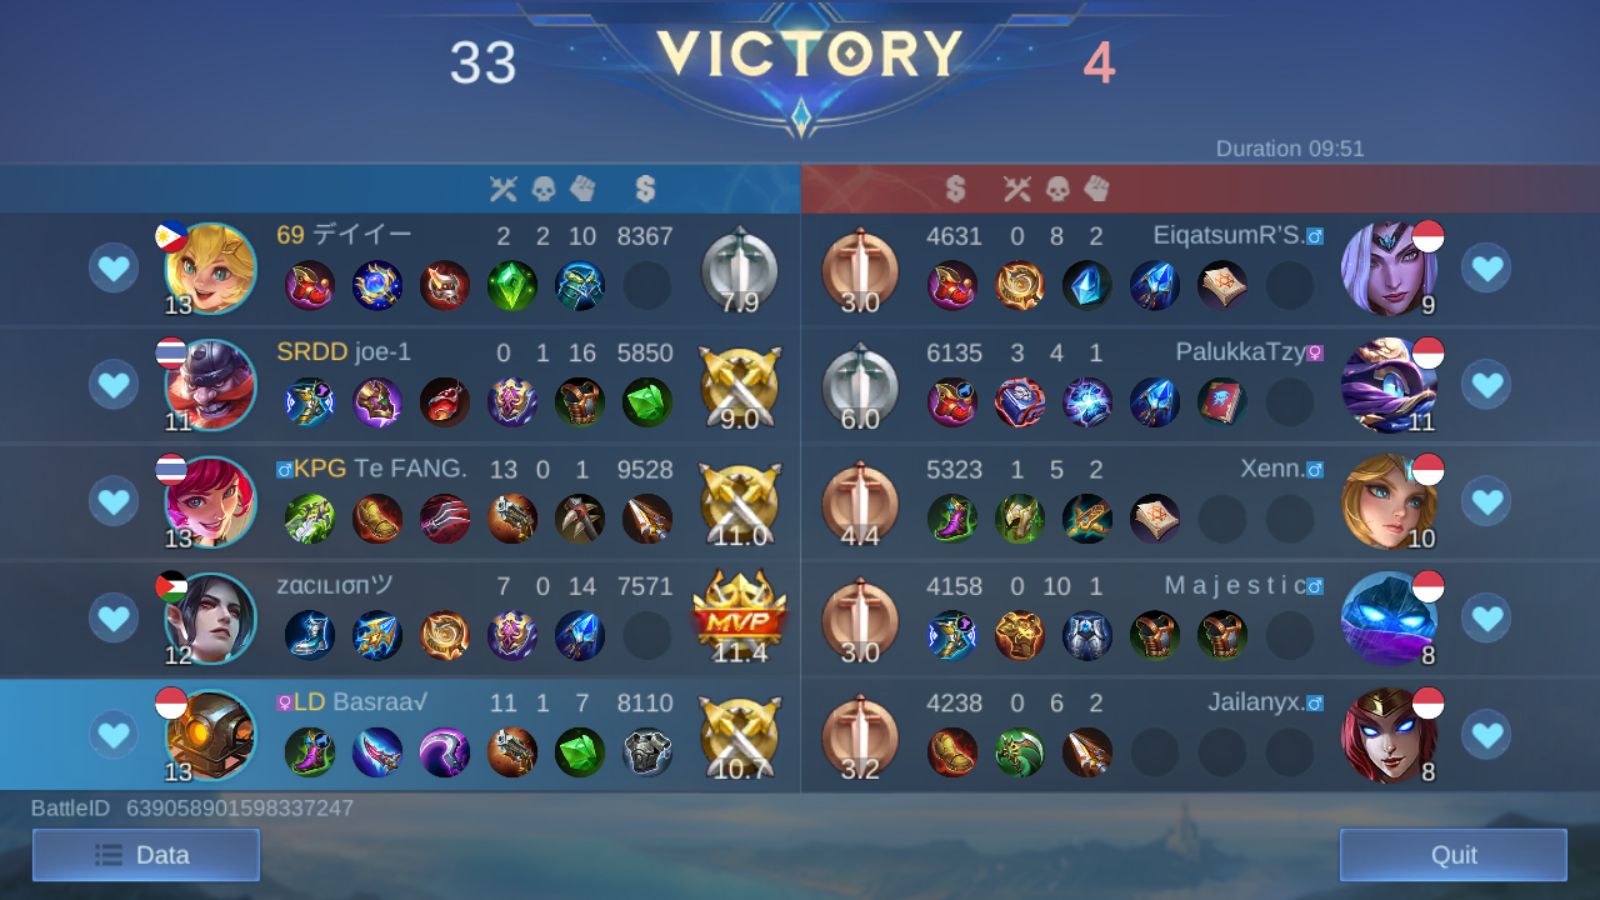 33 VICTORY 4
Duration 09:51
69 デイイー 2 2 10 8367
13 7.9
4631 0 8 2 EiqatsumR'S.♂
3.0 9
SRDD joe-1 0 1 16 5850
11 9.0
6135 3 4 1 PalukkaTzy♀
6.0 11
♂KPG Te FANG. 13 0 1 9528
13 11.0
5323 1 5 2 Xenn.♂
4.4 10
zαcιʟισπツ 7 0 14 7571
12 MVP 11.4
4158 0 10 1 M a j e s t i c♂
3.0 8
♀LD Basraa√ 11 1 7 8110
13 10.7
4238 0 6 2 Jailanyx.♂
3.2 8
BattleID 639058901598337247
Data Quit